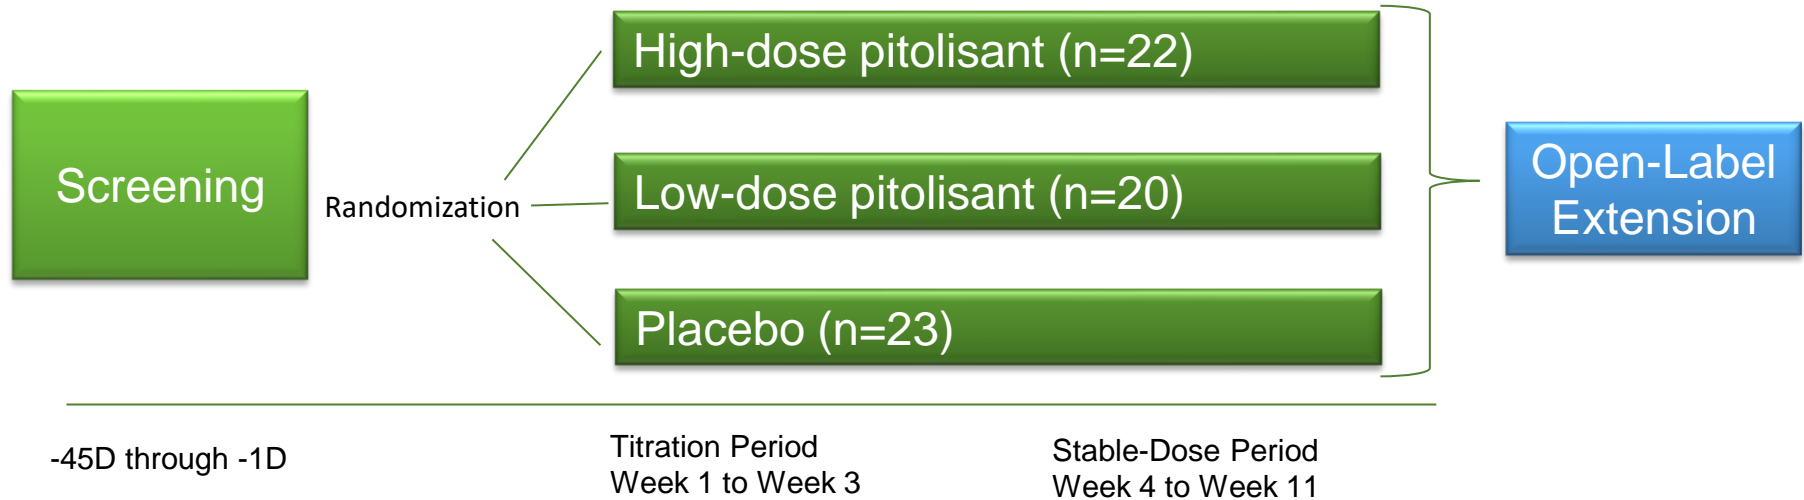 Screening
Randomization
High-dose pitolisant (n=22)
Low-dose pitolisant (n=20)
Placebo (n=23)
Open-Label
Extension
-45D through -1D
Titration Period
Week 1 to Week 3
Stable-Dose Period
Week 4 to Week 11